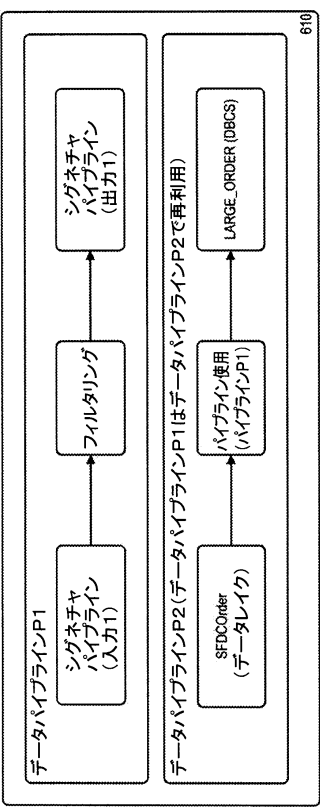 データパイプラインP1
シグネチャ
パイプライン
(入力1)
フィルタリング
シグネチャ
パイプライン
(出力1)
データパイプラインP2(データパイプラインP1はデータパイプラインP2で再利用)
SFDCOrder
(データレイク)
パイプライン使用
(パイプラインP1)
LARGE_ORDER (DBCS)
610